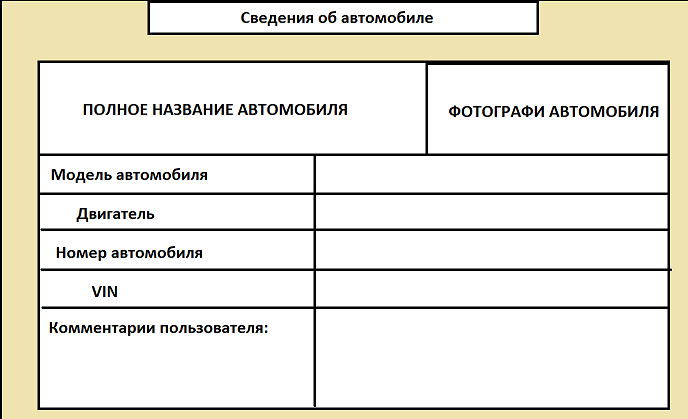 Сведения об автомобиле
ПОЛНОЕ НАЗВАНИЕ АВТОМОБИЛЯ
ФОТОГРАФИ АВТОМОБИЛЯ
Модель автомобиля
Двигатель
Номер автомобиля
VIN
Комментарии пользователя: